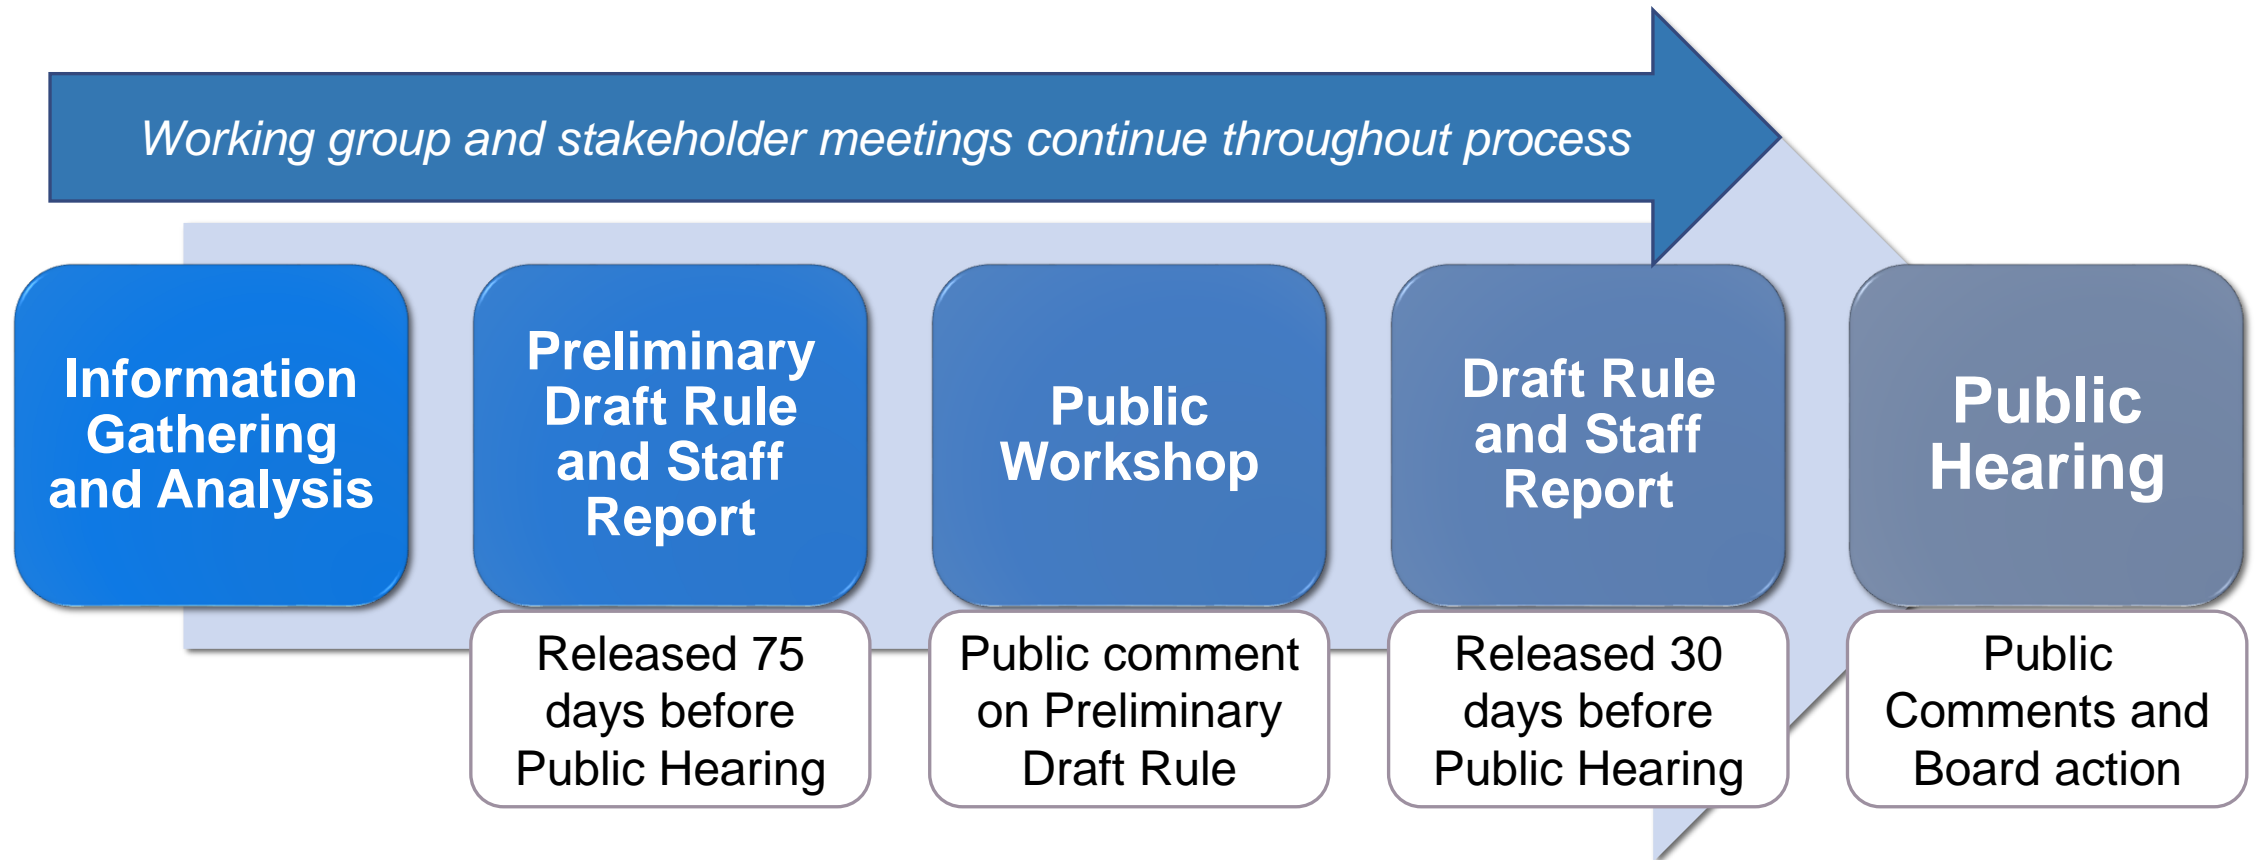 Working group and stakeholder meetings continue throughout process
Information
Gathering
and Analysis
Preliminary
Draft Rule
and Staff
Report
Public
Workshop
Draft Rule
and Staff
Report
Public
Hearing
Released 75
days before
Public Hearing
Public comment
on Preliminary
Draft Rule
Released 30
days before
Public Hearing
Public
Comments and
Board action